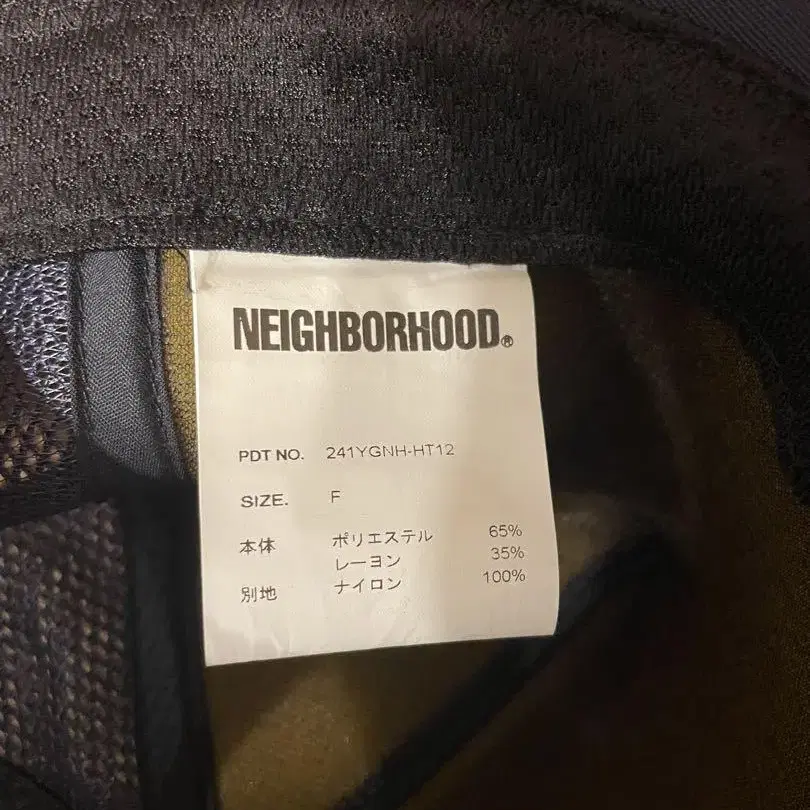 NEIGHBORHOOD®
PDT NO. 241YGNH-HT12
SIZE. F
本体 ポリエステル 65%
レーヨン 35%
別地 ナイロン 100%